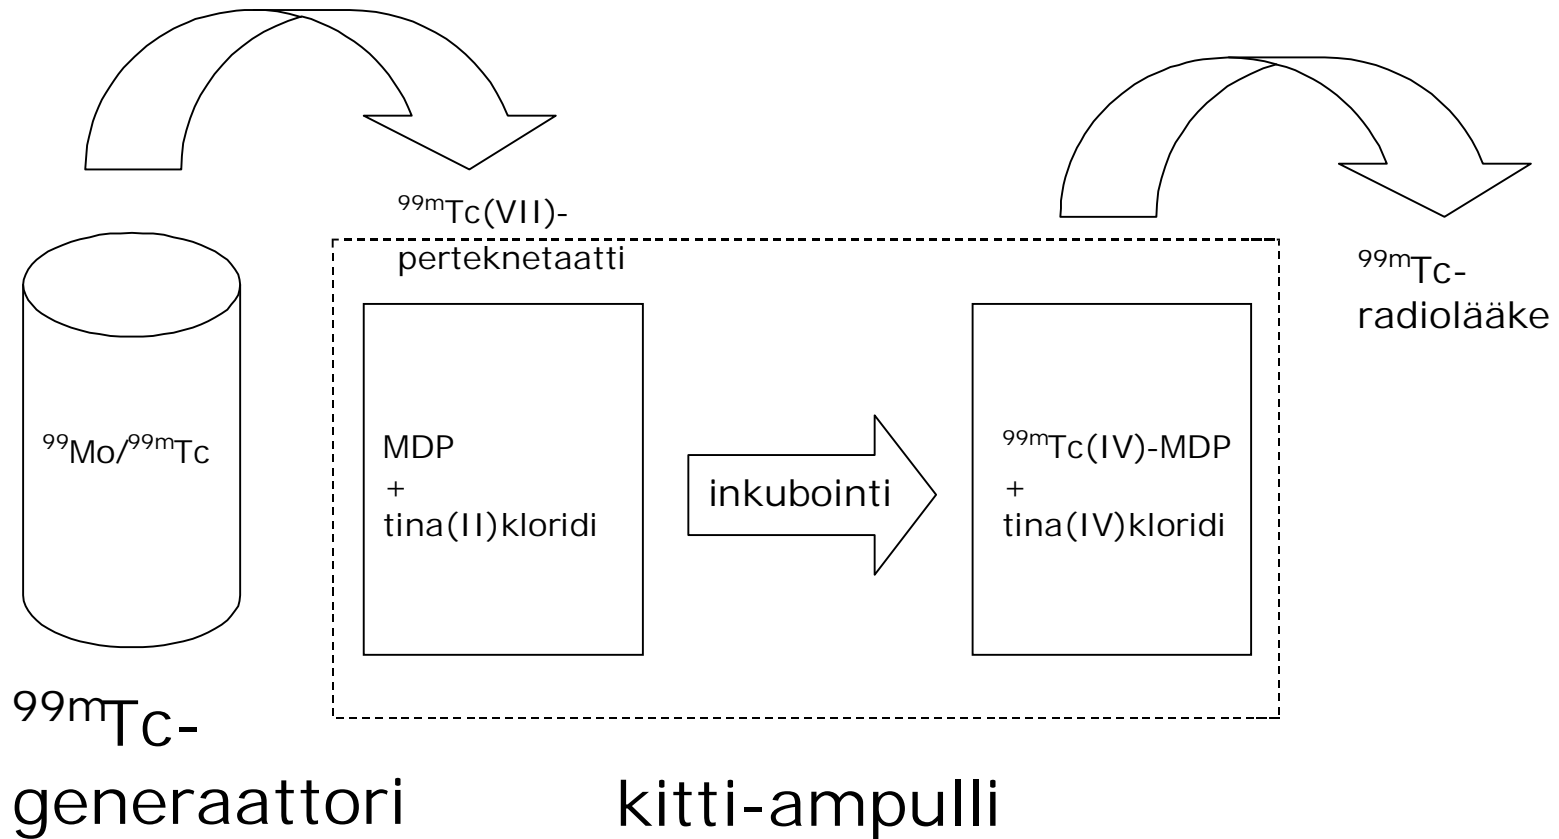 ⁹⁹ᵐTc(VII)-
perteknetaatti
⁹⁹ᵐTc-
radiolääke
⁹⁹Mo/⁹⁹ᵐTc
MDP
+
tina(II)kloridi
inkubointi
⁹⁹ᵐTc(IV)-MDP
+
tina(IV)kloridi
⁹⁹ᵐTc-
generaattori
kitti-ampulli